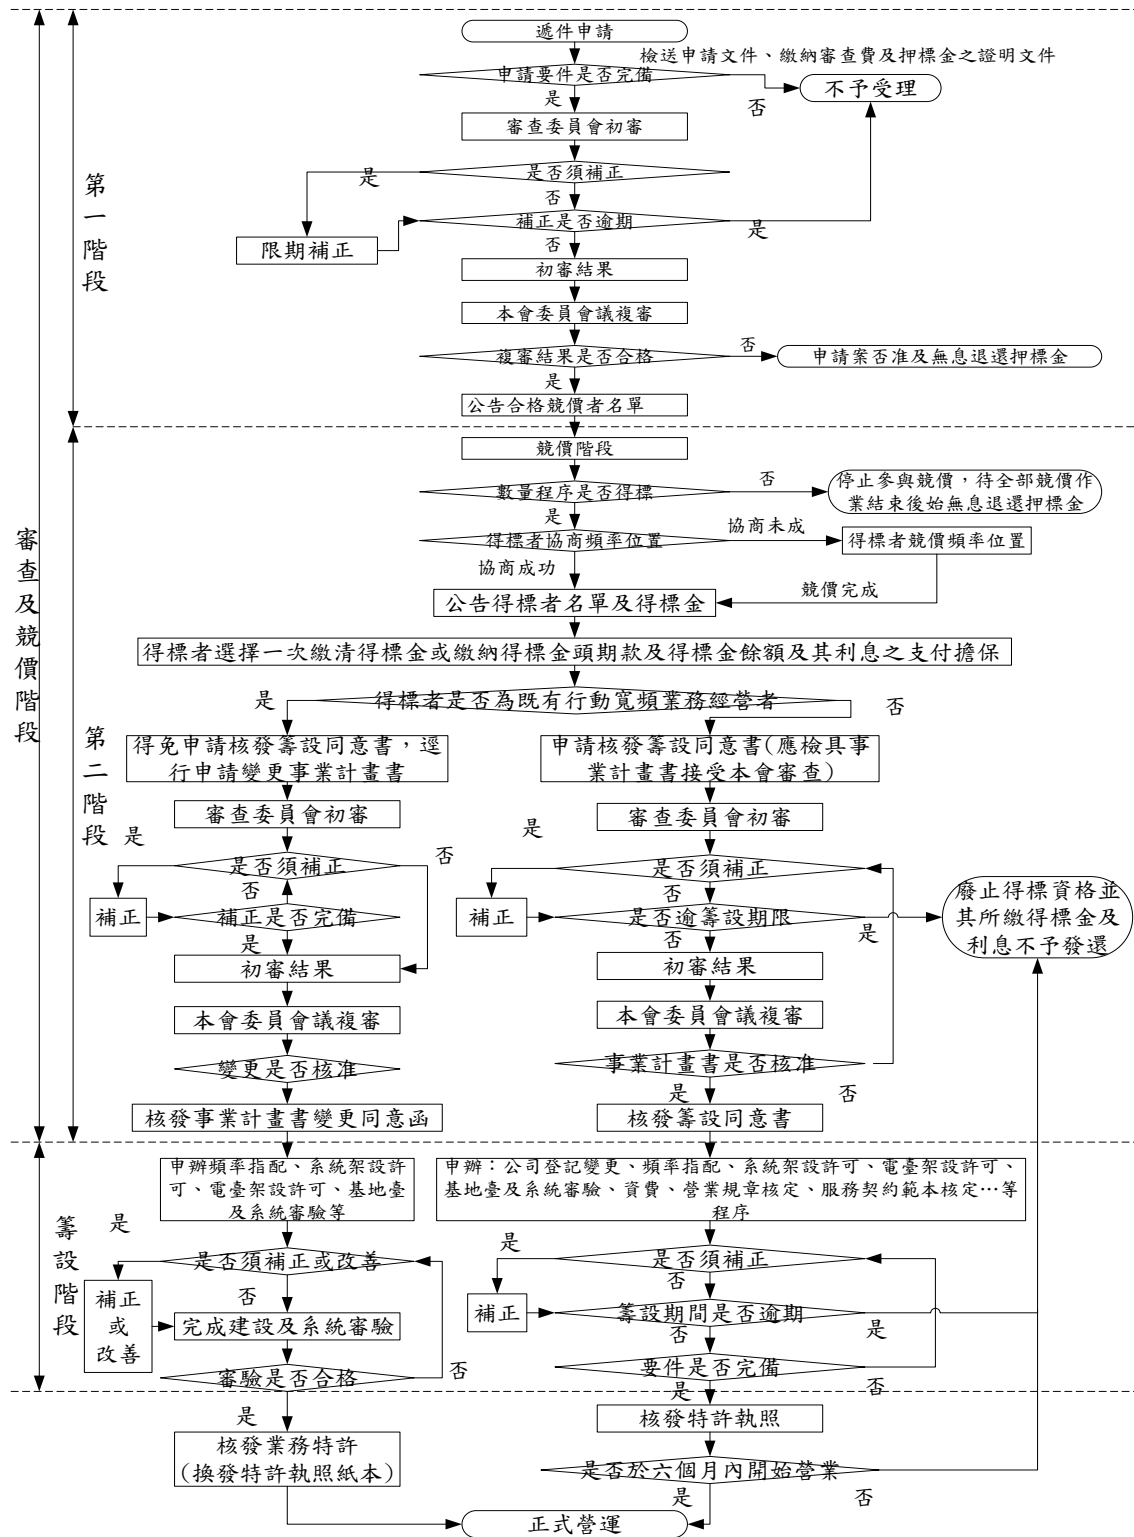 遞件申請
檢送申請文件、繳納審查費及押標金之證明文件
申請要件是否完備
不予受理
是
否
審查委員會初審
是否須補正
是
否
補正是否逾期
是
限期補正
否
初審結果
本會委員會議複審
複審結果是否合格
否
申請案否准及無息退還押標金
是
公告合格競價者名單
第一階段
競價階段
數量程序是否得標
否
停止參與競價，待全部競價作
業結束後始無息退還押標金
是
得標者協商頻率位置
協商未成
得標者競價頻率位置
協商成功
競價完成
公告得標者名單及得標金
得標者選擇一次繳清得標金或繳納得標金頭期款及得標金餘額及其利息之支付擔保
得標者是否為既有行動寬頻業務經營者
是
否
得免申請核發籌設同意書，逕
行申請變更事業計畫書
審查委員會初審
是
是否須補正
否
否
補正
補正是否完備
是
初審結果
本會委員會議複審
變更是否核准
核發事業計畫書變更同意函
申請核發籌設同意書(應檢具事
業計畫書接受本會審查)
審查委員會初審
是
是否須補正
否
補正
是否逾籌設期限
是
廢止得標資格並
其所繳得標金及
利息不予發還
否
初審結果
本會委員會議複審
事業計畫書是否核准
是
否
核發籌設同意書
第二階段
審查及競價階段
申辦頻率指配、系統架設許
可、電臺架設許可、基地臺
及系統審驗等
是
是否須補正或改善
否
補正
或
改善
完成建設及系統審驗
審驗是否合格
否
是
核發業務特許
(換發特許執照紙本)
申辦：公司登記變更、頻率指配、系統架設許可、電臺架設許可、
基地臺及系統審驗、資費、營業規章核定、服務契約範本核定…等
程序
是
是否須補正
否
補正
籌設期間是否逾期
是
否
要件是否完備
否
是
核發特許執照
是否於六個月內開始營業
是
否
籌設階段
正式營運